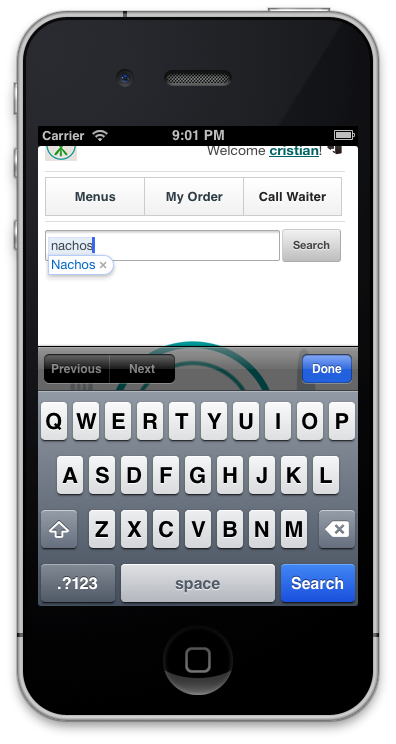 Carrier 9:01 PM
Welcome cristian!
Menus My Order Call Waiter
nachos Search
Nachos ×
Previous Next Done
Q W E R T Y U I O P
A S D F G H J K L
Z X C V B N M
.?123 space Search